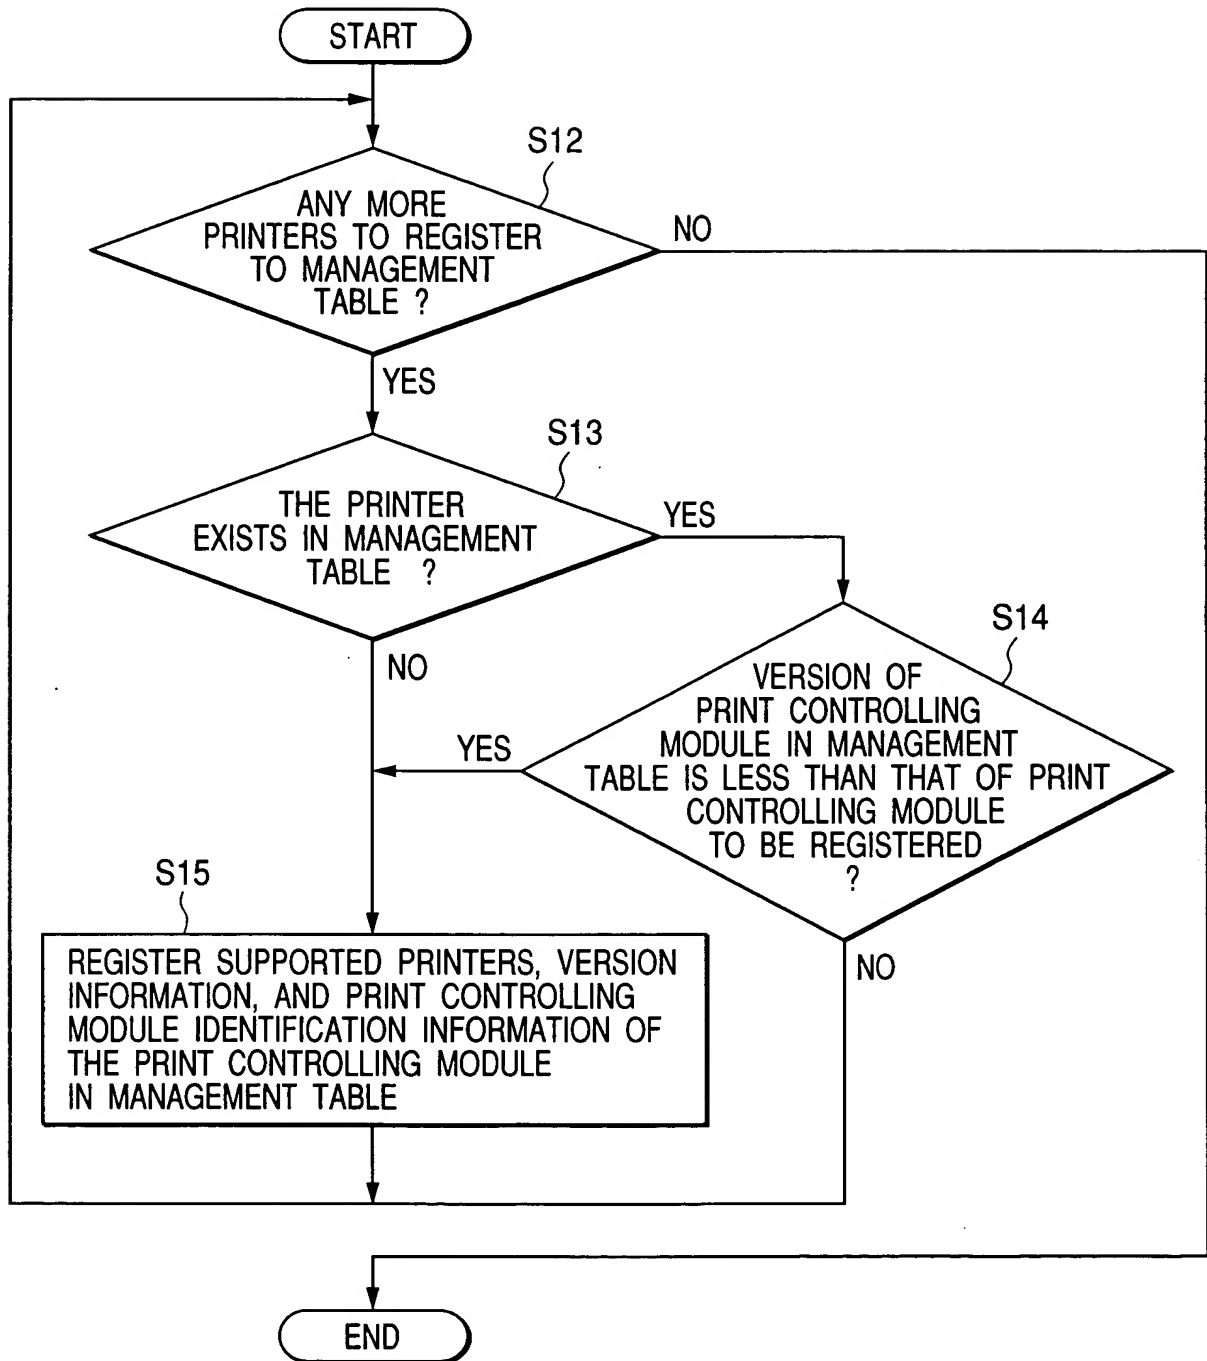 START
S12
ANY MORE
PRINTERS TO REGISTER
TO MANAGEMENT
TABLE ?
NO
YES
S13
THE PRINTER
EXISTS IN MANAGEMENT
TABLE ?
YES
NO
S14
VERSION OF
PRINT CONTROLLING
MODULE IN MANAGEMENT
TABLE IS LESS THAN THAT OF PRINT
CONTROLLING MODULE
TO BE REGISTERED
?
YES
NO
S15
REGISTER SUPPORTED PRINTERS, VERSION
INFORMATION, AND PRINT CONTROLLING
MODULE IDENTIFICATION INFORMATION OF
THE PRINT CONTROLLING MODULE
IN MANAGEMENT TABLE
END